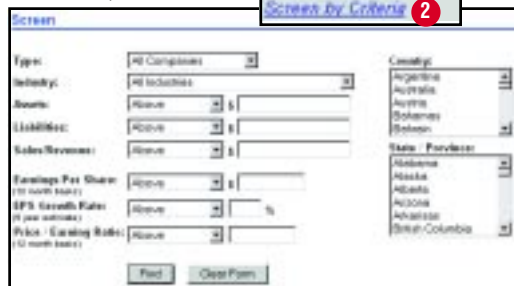 Screen by Criteria 2
Screen
Type: All Companies
Industry: All Industries
Assets: Above $
Liabilities: Above $
Sales/Revenue: Above $
Earnings Per Share: Above $
(12 month basis)
EPS Growth Rate: Above %
(5 year estimate)
Price / Earning Ratio: Above
(12 month basis)
Find Clear Form
Country:
Argentina
Australia
Austria
Bahamas
Bahrain
State / Province:
Alabama
Alaska
Alberta
Arizona
Arkansas
British Columbia